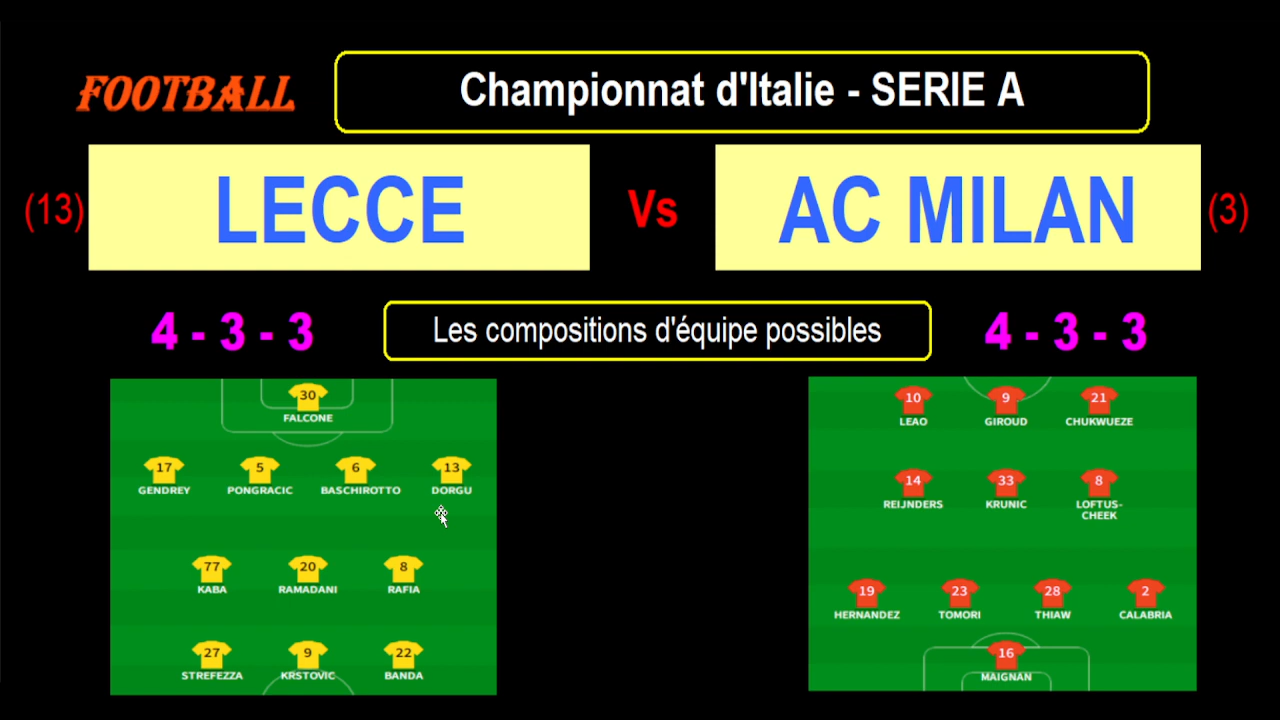 FOOTBALL
Championnat d'Italie - SERIE A
(13)
LECCE
Vs
AC MILAN
(3)
4 - 3 - 3
Les compositions d'équipe possibles
4 - 3 - 3
30
FALCONE
17 5 6 13
GENDREY PONGRACIC BASCHIROTTO DORGU
77 20 8
KABA RAMADANI RAFIA
27 9 22
STREFEZZA KRSTOVIC BANDA
10 9 21
LEAO GIROUD CHUKWUEZE
14 33 8
REIJNDERS KRUNIC LOFTUS-
CHEEK
19 23 28 2
HERNANDEZ TOMORI THIAW CALABRIA
16
MAIGNAN